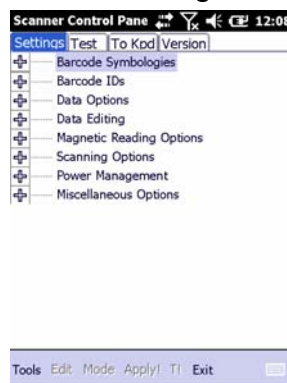 Scanner Control Pane 12:08
Settings Test To Kpd Version
Barcode Symbologies
Barcode IDs
Data Options
Data Editing
Magnetic Reading Options
Scanning Options
Power Management
Miscellaneous Options
Tools Edit Mode Apply! T! Exit